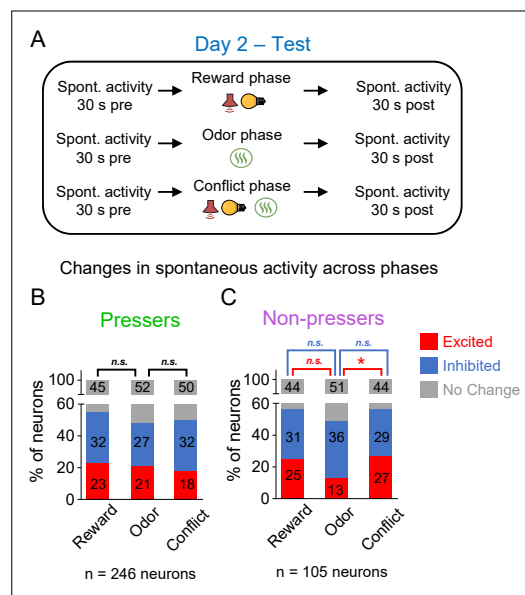 A
Day 2 – Test
Spont. activity
30 s pre
Reward phase
Spont. activity
30 s post
Spont. activity
30 s pre
Odor phase
Spont. activity
30 s post
Spont. activity
30 s pre
Conflict phase
Spont. activity
30 s post
Changes in spontaneous activity across phases
B
Pressers
n.s.
n.s.
% of neurons
100
60
40
20
0
45
52
50
32
27
32
23
21
18
Reward
Odor
Conflict
n = 246 neurons
C
Non-pressers
n.s.
n.s.
n.s.
*
% of neurons
100
60
40
20
0
44
51
44
31
36
29
25
13
27
Reward
Odor
Conflict
n = 105 neurons
Excited
Inhibited
No Change